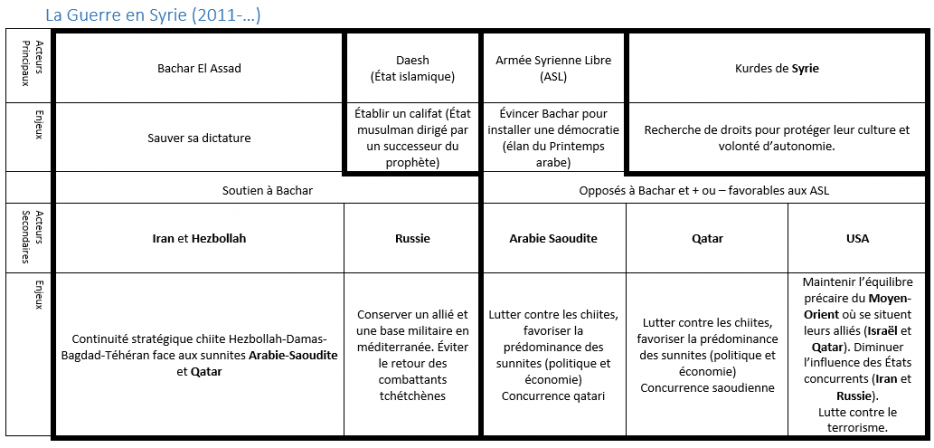 La Guerre en Syrie (2011-…)
Acteurs
Principaux
Bachar El Assad
Daesh
(État islamique)
Armée Syrienne Libre
(ASL)
Kurdes de Syrie
Enjeux
Sauver sa dictature
Établir un califat (État
musulman dirigé par
un successeur du
prophète)
Évincer Bachar pour
installer une démocratie
(élan du Printemps
arabe)
Recherche de droits pour protéger leur culture et
volonté d’autonomie.
Soutien à Bachar
Opposés à Bachar et + ou – favorables aux ASL
Acteurs
Secondaires
Iran et Hezbollah
Russie
Arabie Saoudite
Qatar
USA
Enjeux
Continuité stratégique chiite Hezbollah-Damas-
Bagdad-Téhéran face aux sunnites Arabie-Saoudite
et Qatar
Conserver un allié et
une base militaire en
méditerranée. Éviter
le retour des
combattants
tchétchènes
Lutter contre les chiites,
favoriser la
prédominance des
sunnites (politique et
économie)
Concurrence qatari
Lutter contre les chiites,
favoriser la prédominance
des sunnites (politique et
économie)
Concurrence saoudienne
Maintenir l’équilibre
précaire du Moyen-
Orient où se situent
leurs alliés (Israël et
Qatar). Diminuer
l’influence des États
concurrents (Iran et
Russie).
Lutte contre le
terrorisme.